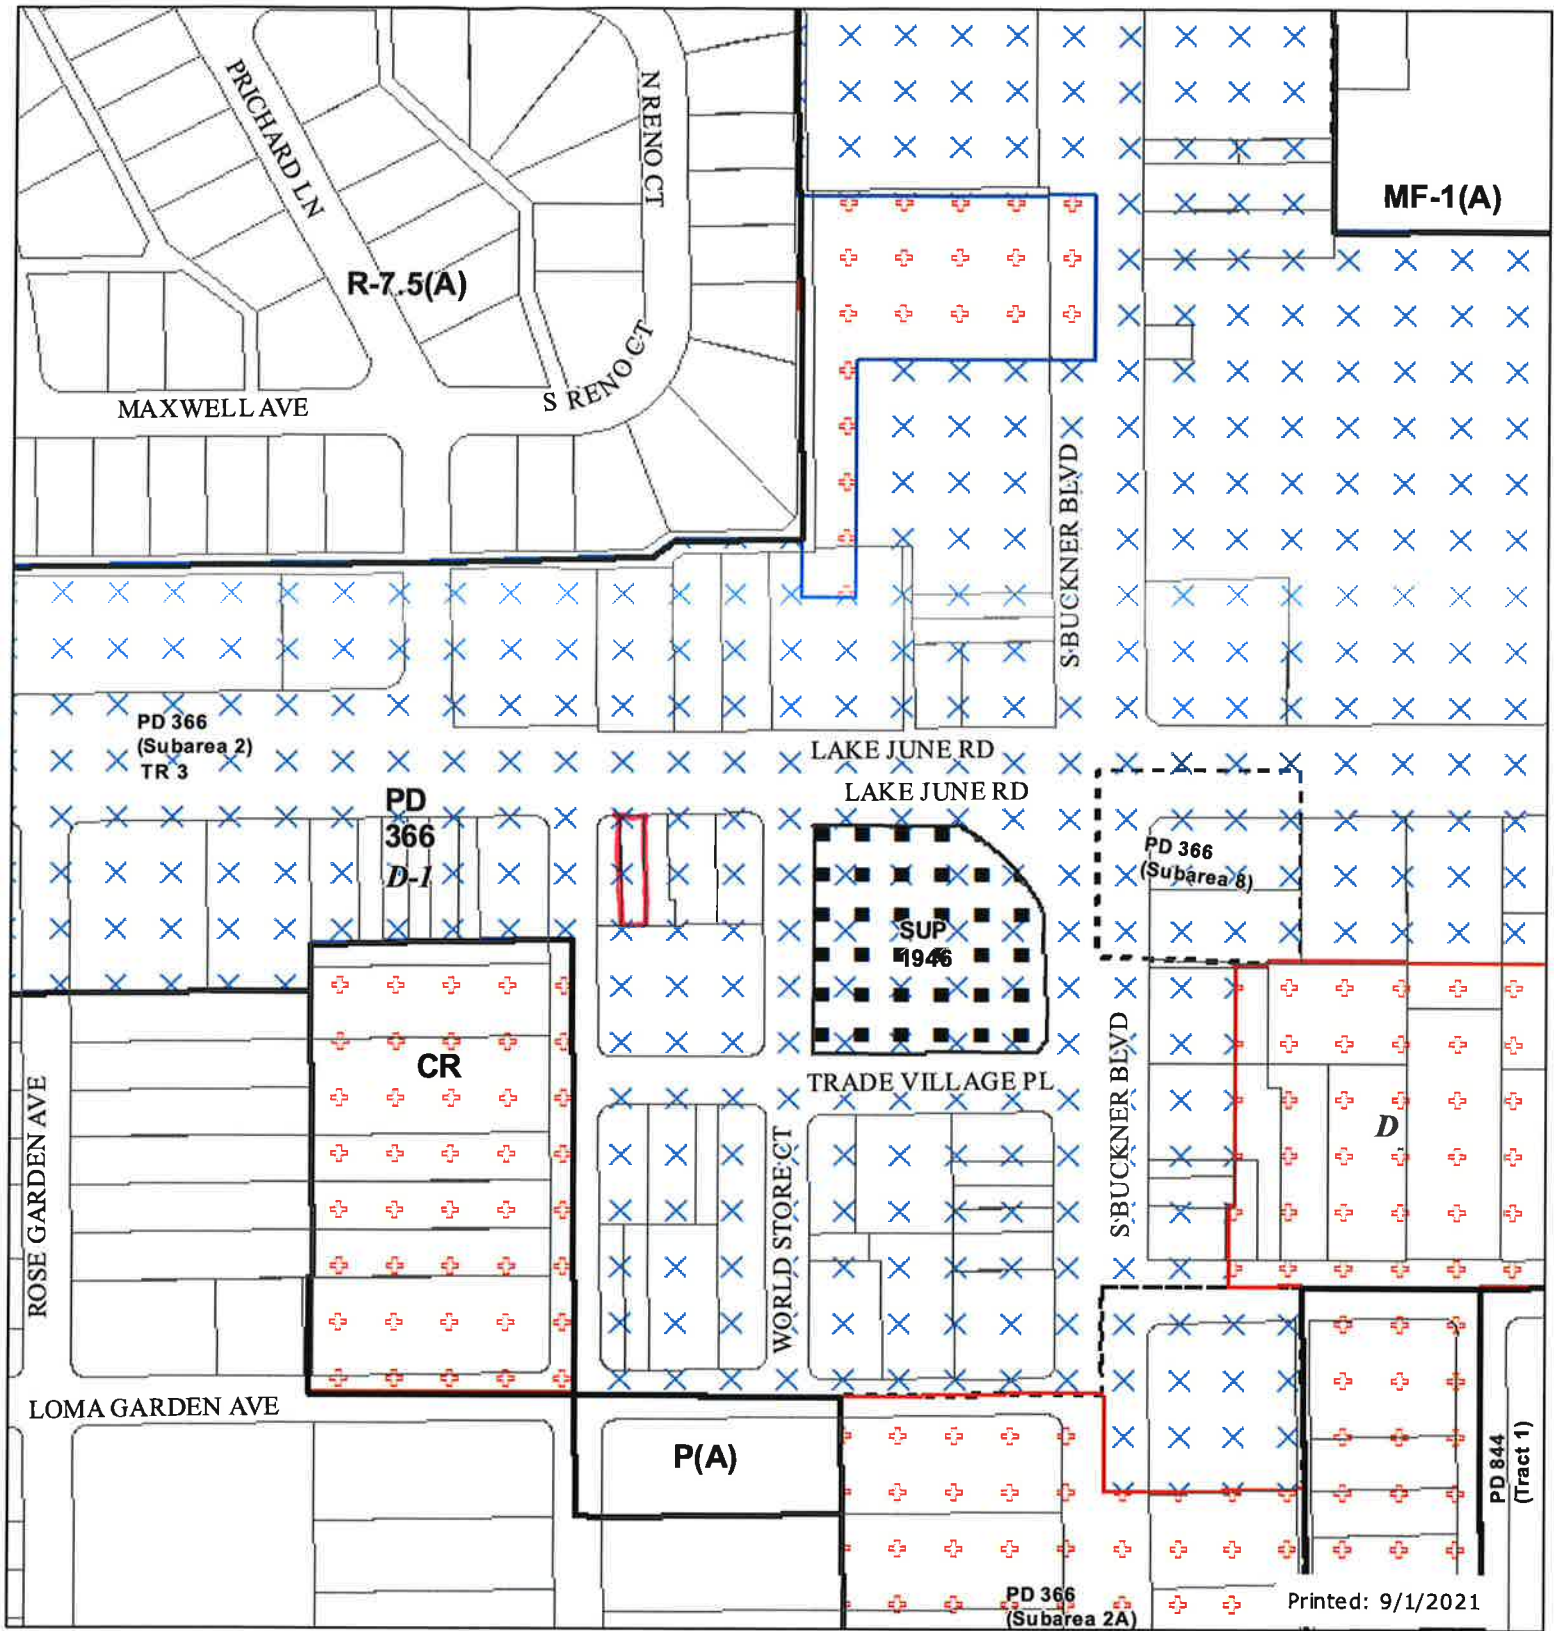 PRICHARD LN
N RENO CT
MF-1(A)
R-7.5(A)
S RENO CT
MAXWELL AVE
S BUCKNER BLVD
PD 366
(Subarea 2)
TR 3
LAKE JUNE RD
LAKE JUNE RD
PD
366
D-1
PD 366
(Subarea 8)
SUP
1946
CR
TRADE VILLAGE PL
S BUCKNER BLVD
D
ROSE GARDEN AVE
WORLD STORE CT
LOMA GARDEN AVE
P(A)
PD 844
(Tract 1)
PD 366
(Subarea 2A)
Printed: 9/1/2021